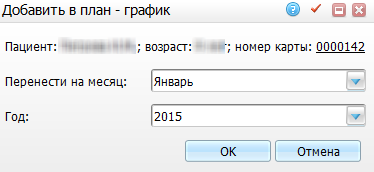 Добавить в план - график
Пациент: ; возраст: ; номер карты: 0000142
Перенести на месяц: Январь
Год: 2015
OK Отмена